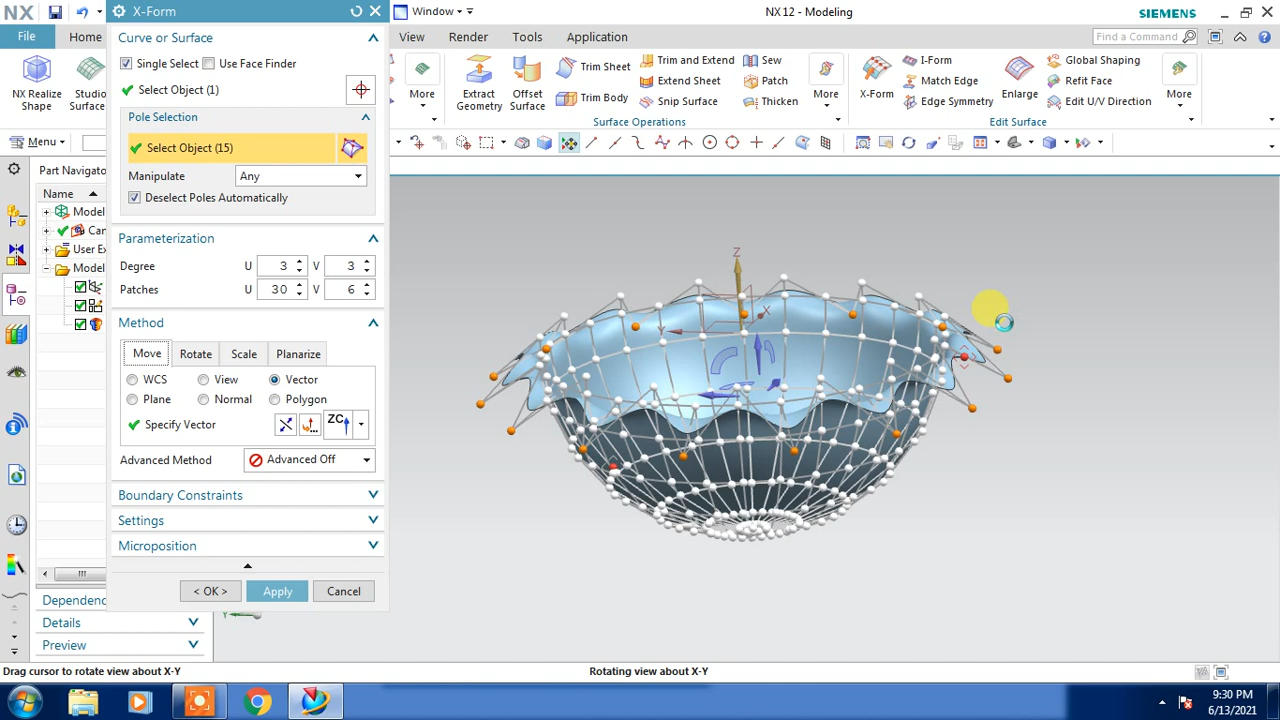 NX
X-Form
Window
NX12 - Modeling
SIEMENS
File
Home
View
Render
Tools
Application
Find a Command
NX Realize
Shape
Studio
Surface
More
Extract
Geometry
Offset
Surface
Trim Sheet
Trim Body
Trim and Extend
Extend Sheet
Snip Surface
Sew
Patch
Thicken
More
Surface Operations
X-Form
I-Form
Match Edge
Edge Symmetry
Enlarge
Global Shaping
Refit Face
Edit U/V Direction
More
Edit Surface
Menu
Part Navigato
Name
Model
Can
User Ex
Model
Curve or Surface
Single Select
Use Face Finder
Select Object (1)
Pole Selection
Select Object (15)
Manipulate
Any
Deselect Poles Automatically
Parameterization
Degree
U
3
V
3
Patches
U
30
V
6
Method
Move
Rotate
Scale
Planarize
WCS
View
Vector
Plane
Normal
Polygon
Specify Vector
ZC
Advanced Method
Advanced Off
Boundary Constraints
Settings
Microposition
< OK >
Apply
Cancel
Dependenc
Details
Preview
Z
X
Y
Y
Drag cursor to rotate view about X-Y
Rotating view about X-Y
9:30 PM
6/13/2021